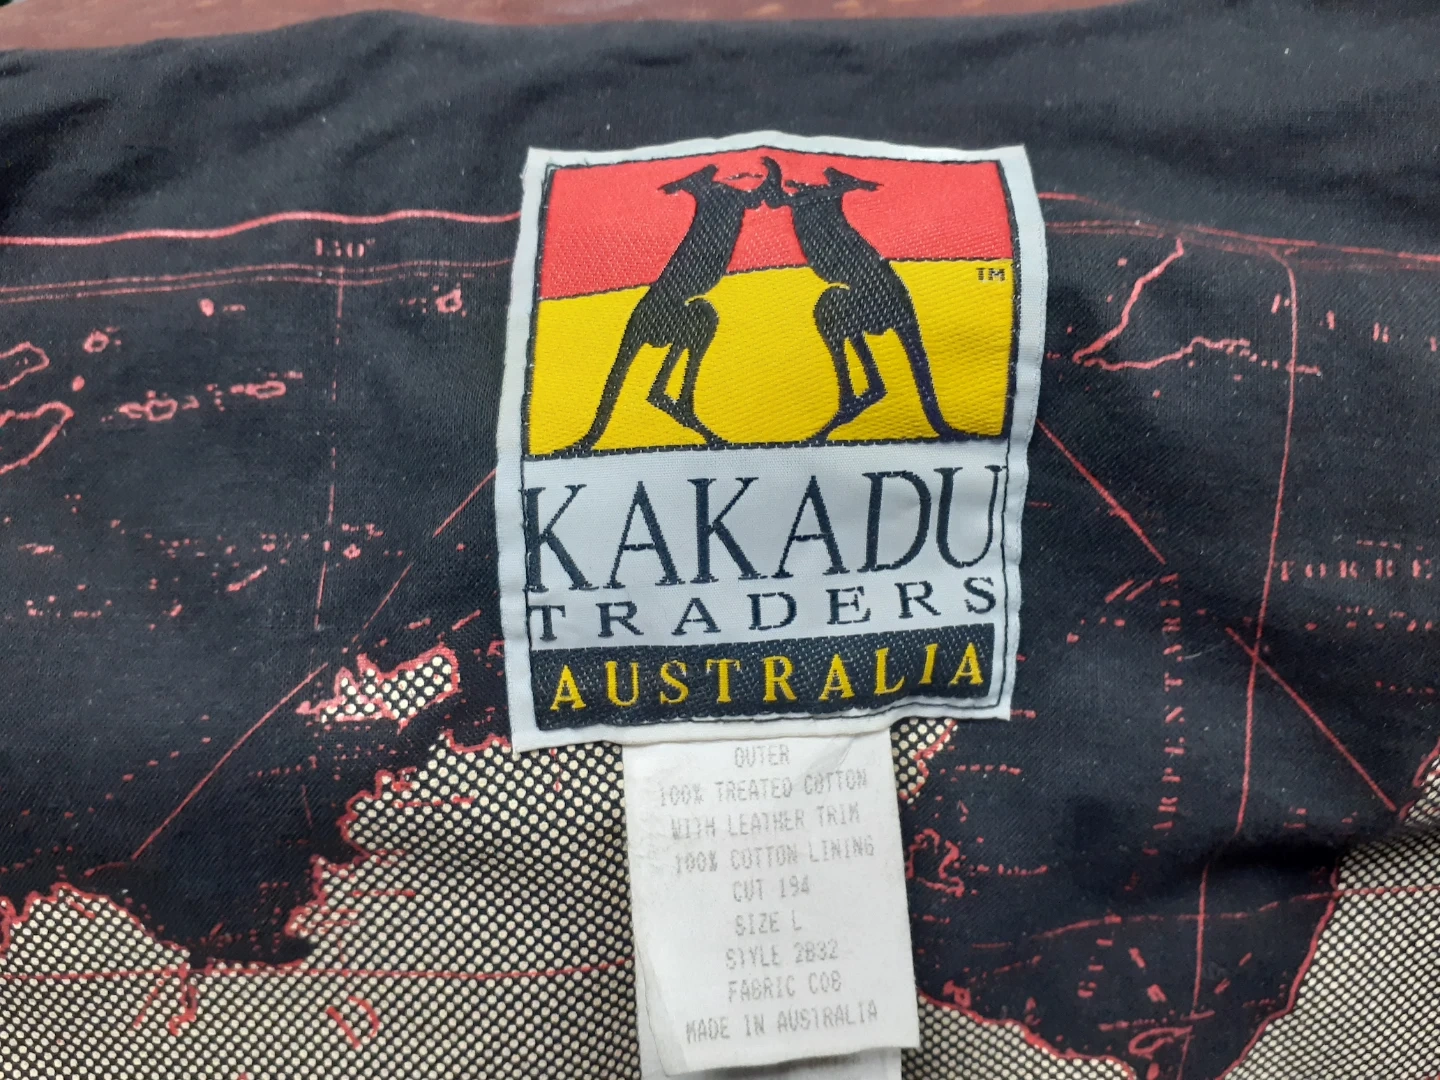 130°
TM
KAKADU
TRADERS
AUSTRALIA
OUTER
100% TREATED COTTON
WITH LEATHER TRIM
100% COTTON LINING
CUT 194
SIZE L
STYLE 2B32
FABRIC C08
MADE IN AUSTRALIA